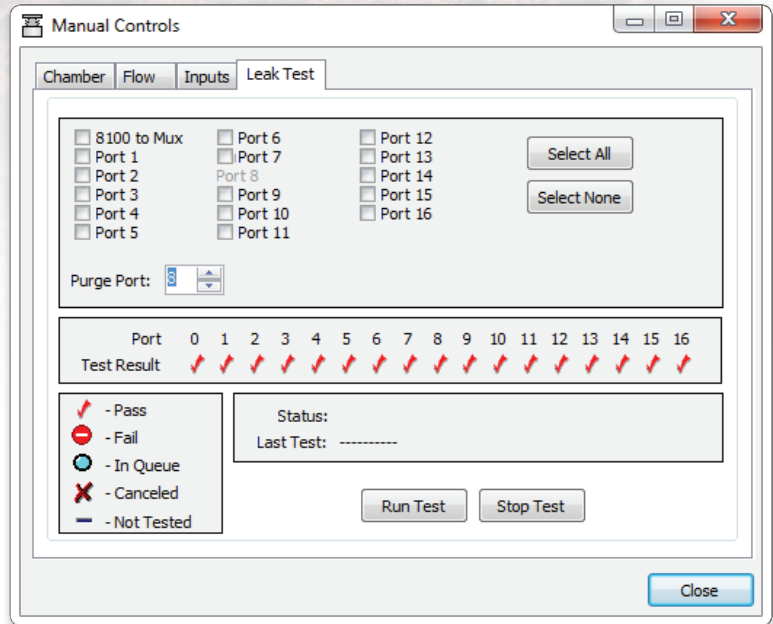 Manual Controls
Chamber Flow Inputs Leak Test
8100 to Mux Port 6 Port 12
Port 1 Port 7 Port 13
Port 2 Port 8 Port 14
Port 3 Port 9 Port 15
Port 4 Port 10 Port 16
Port 5 Port 11
Select All
Select None
Purge Port: 8
Port 0 1 2 3 4 5 6 7 8 9 10 11 12 13 14 15 16
Test Result
- Pass
- Fail
- In Queue
- Canceled
- Not Tested
Status:
Last Test: ----------
Run Test Stop Test
Close